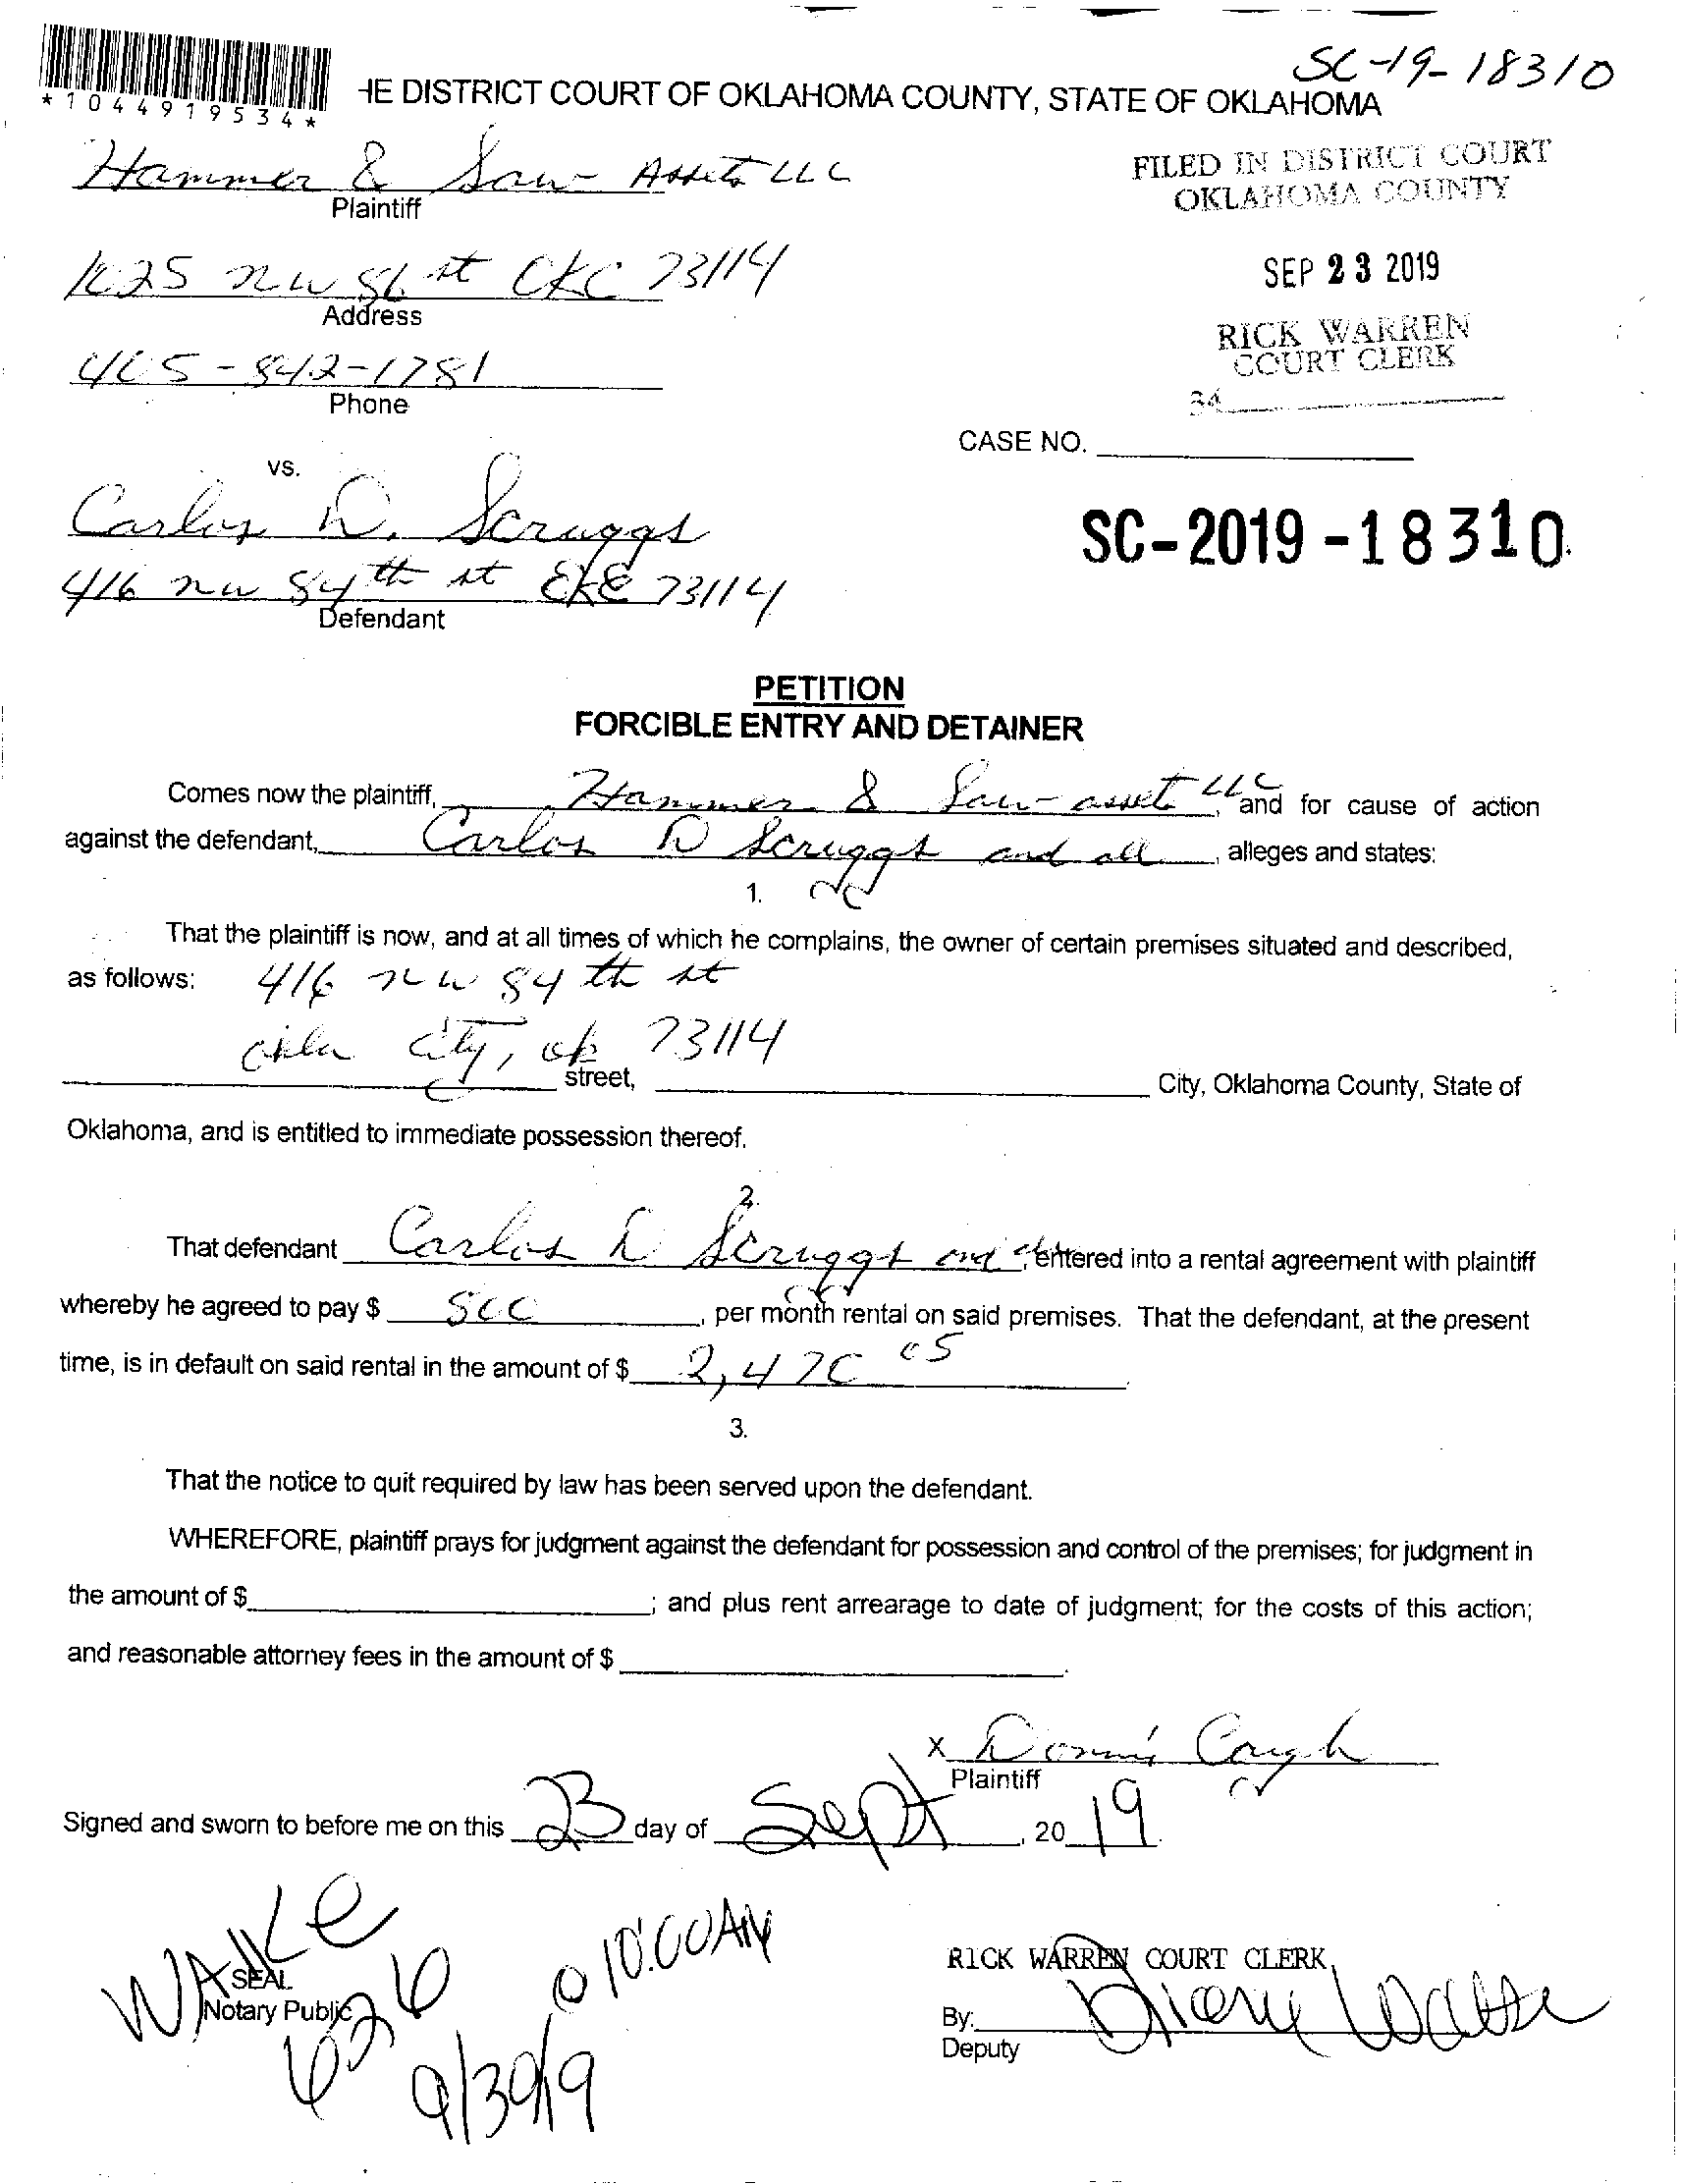 SC-19-18310
*1044919534*
HE DISTRICT COURT OF OKLAHOMA COUNTY, STATE OF OKLAHOMA
Hammer & Saw Assets LLC
Plaintiff
FILED IN DISTRICT COURT
OKLAHOMA COUNTY
1025 nw 86 st OKC 73114
Address
SEP 23 2019
405-842-1781
Phone
RICK WARREN
COURT CLERK
34
CASE NO.
vs.
Carlos D. Scruggs
SC-2019-18310
416 nw 84th st OKC 73114
Defendant
PETITION
FORCIBLE ENTRY AND DETAINER
Comes now the plaintiff, Hammer & Saw asset LLC, and for cause of action
against the defendant, Carlos D Scruggs and all, alleges and states:
1.
That the plaintiff is now, and at all times of which he complains, the owner of certain premises situated and described,
as follows: 416 nw 84th st
Okla City, ok 73114
street, City, Oklahoma County, State of
Oklahoma, and is entitled to immediate possession thereof.
2.
That defendant Carlos D Scruggs and all, entered into a rental agreement with plaintiff
whereby he agreed to pay $ 800, per month rental on said premises. That the defendant, at the present
time, is in default on said rental in the amount of $ 2,470 05.
3.
That the notice to quit required by law has been served upon the defendant.
WHEREFORE, plaintiff prays for judgment against the defendant for possession and control of the premises; for judgment in
the amount of $ ; and plus rent arrearage to date of judgment; for the costs of this action;
and reasonable attorney fees in the amount of $ .
X Donnis Cough
Plaintiff
Signed and sworn to before me on this 23 day of Sept, 2019.
WALKE
626 @ 10:00AM
9/30/19
SEAL
Notary Public
RICK WARREN COURT CLERK
By:
Deputy